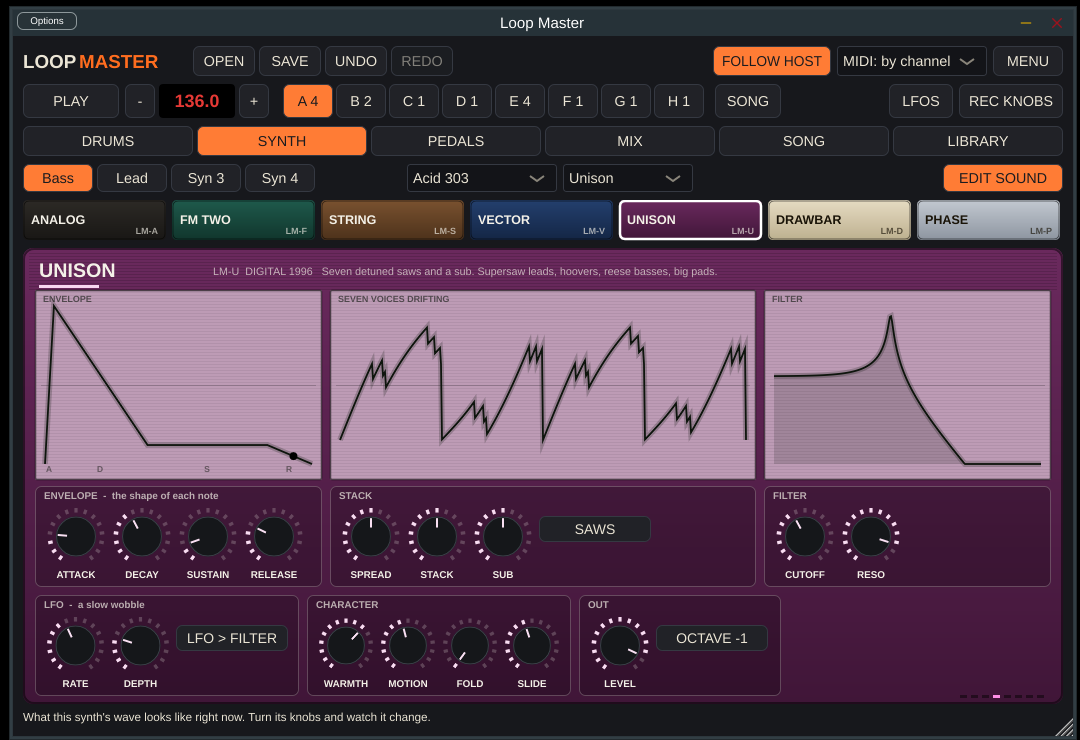 Options
Loop Master
LOOPMASTER OPEN SAVE UNDO REDO FOLLOW HOST MIDI: by channel MENU
PLAY - 136.0 + A 4 B 2 C 1 D 1 E 4 F 1 G 1 H 1 SONG LFOS REC KNOBS
DRUMS SYNTH PEDALS MIX SONG LIBRARY
Bass Lead Syn 3 Syn 4 Acid 303 Unison EDIT SOUND
ANALOG LM-A FM TWO LM-F STRING LM-S VECTOR LM-V UNISON LM-U DRAWBAR LM-D PHASE LM-P
UNISON LM-U DIGITAL 1996 Seven detuned saws and a sub. Supersaw leads, hoovers, reese basses, big pads.
ENVELOPE SEVEN VOICES DRIFTING FILTER
A D S R
ENVELOPE - the shape of each note STACK FILTER
SAWS
ATTACK DECAY SUSTAIN RELEASE SPREAD STACK SUB CUTOFF RESO
LFO - a slow wobble CHARACTER OUT
LFO > FILTER OCTAVE -1
RATE DEPTH WARMTH MOTION FOLD SLIDE LEVEL
What this synth's wave looks like right now. Turn its knobs and watch it change.